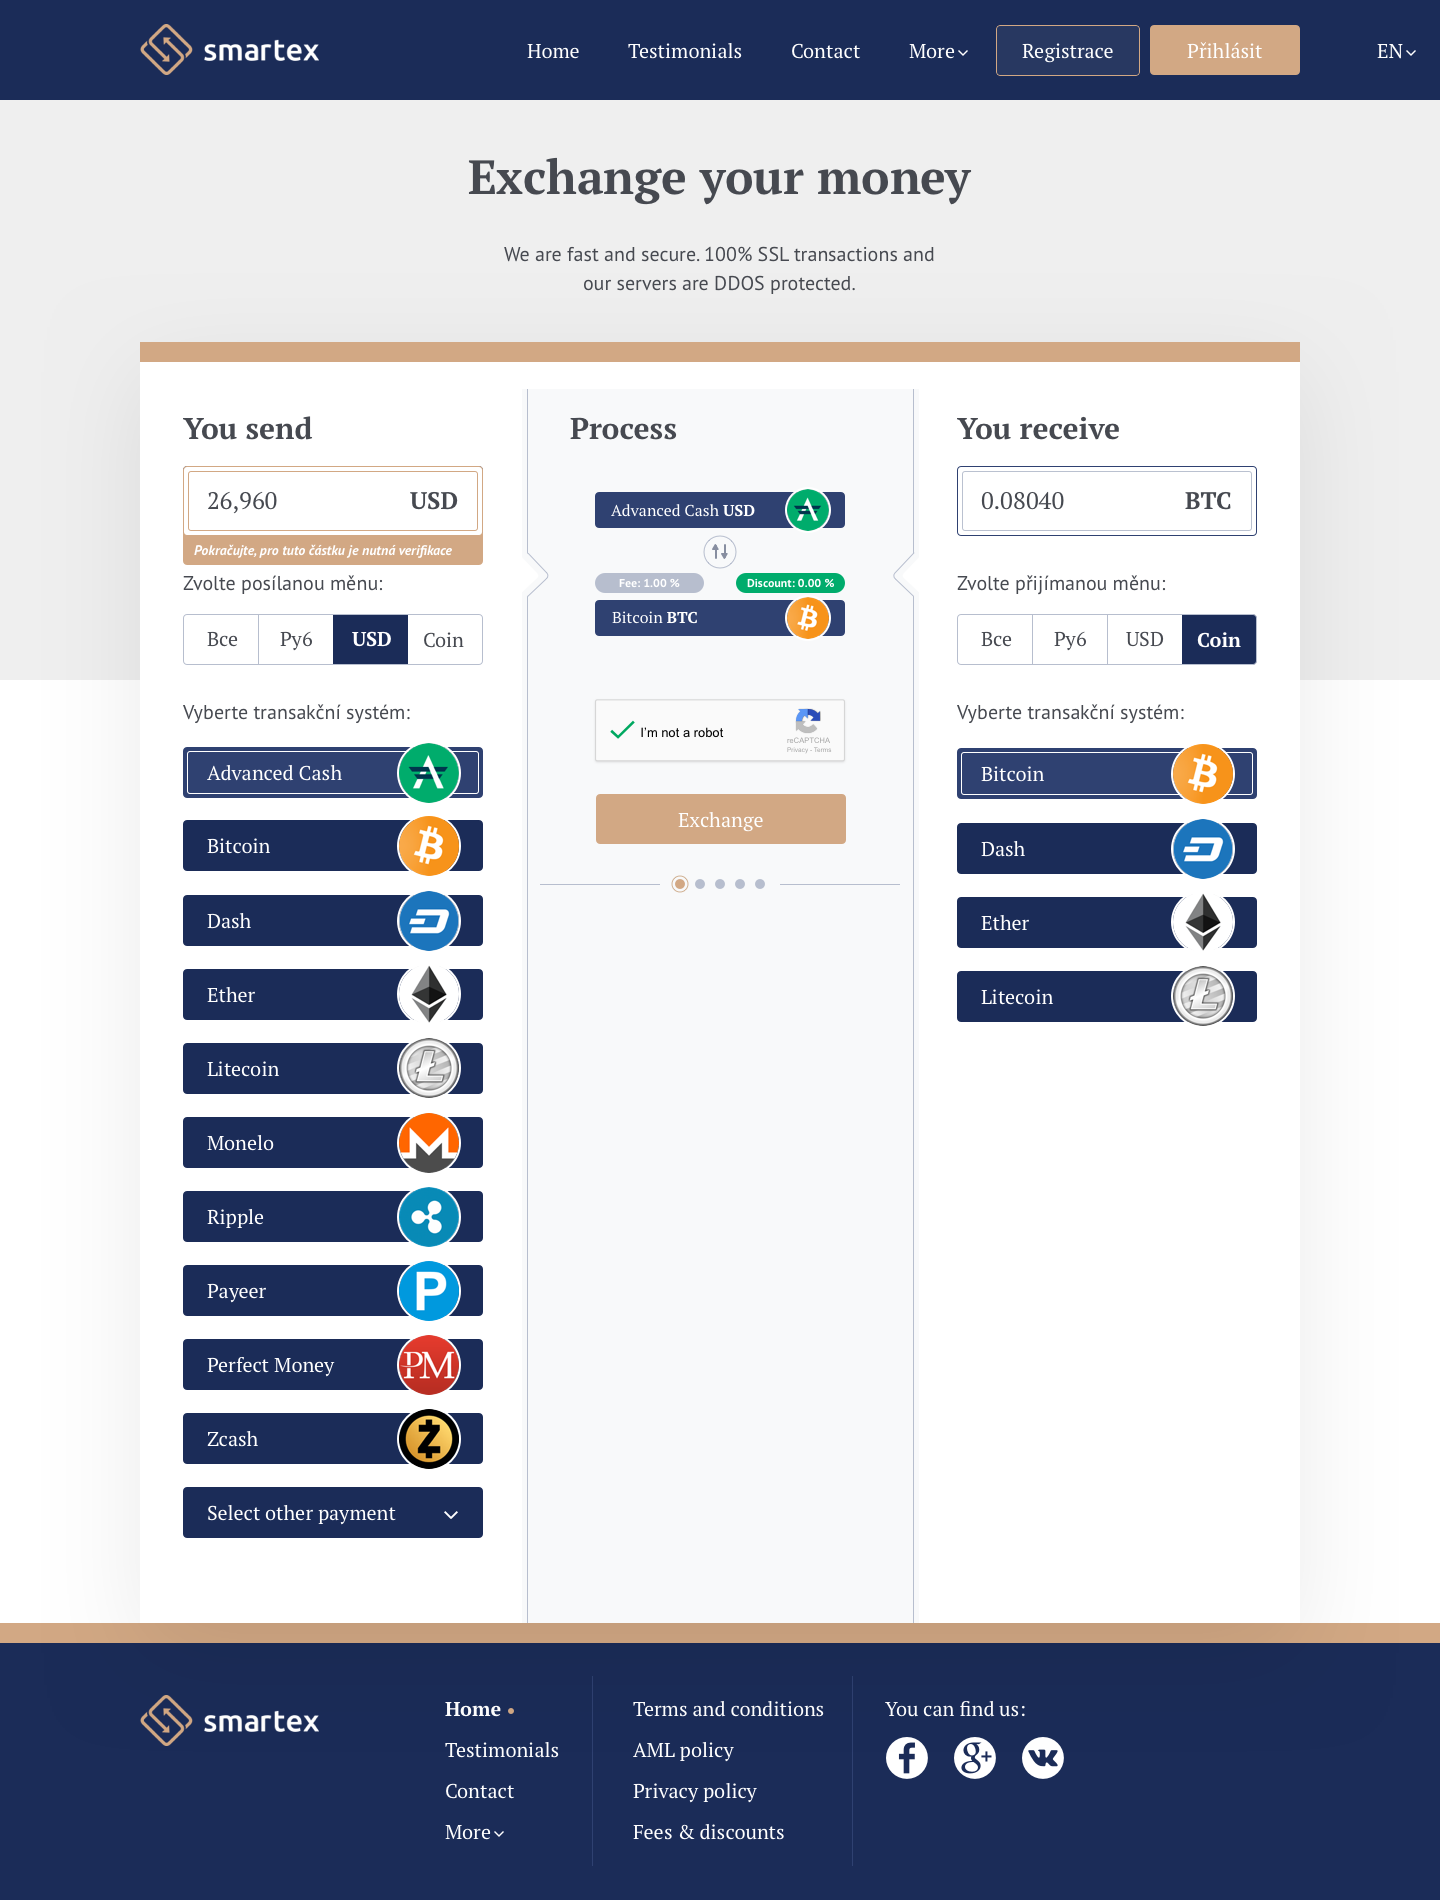 smartex
Home Testimonials Contact More Registrace Přihlásit EN
Exchange your money
We are fast and secure. 100% SSL transactions and
our servers are DDOS protected.
You send
26,960 USD
Pokračujte, pro tuto částku je nutná verifikace
Zvolte posílanou měnu:
Все Руб USD Coin
Vyberte transakční systém:
Advanced Cash
Bitcoin
Dash
Ether
Litecoin
Monelo
Ripple
Payeer
Perfect Money
PM
Zcash
Select other payment
Process
Advanced Cash USD
Fee: 1.00 %
Discount: 0.00 %
Bitcoin BTC
I'm not a robot
reCAPTCHA
Privacy - Terms
Exchange
You receive
0.08040 BTC
Zvolte přijímanou měnu:
Все Руб USD Coin
Vyberte transakční systém:
Bitcoin
Dash
Ether
Litecoin
smartex
Home
Testimonials
Contact
More
Terms and conditions
AML policy
Privacy policy
Fees & discounts
You can find us: